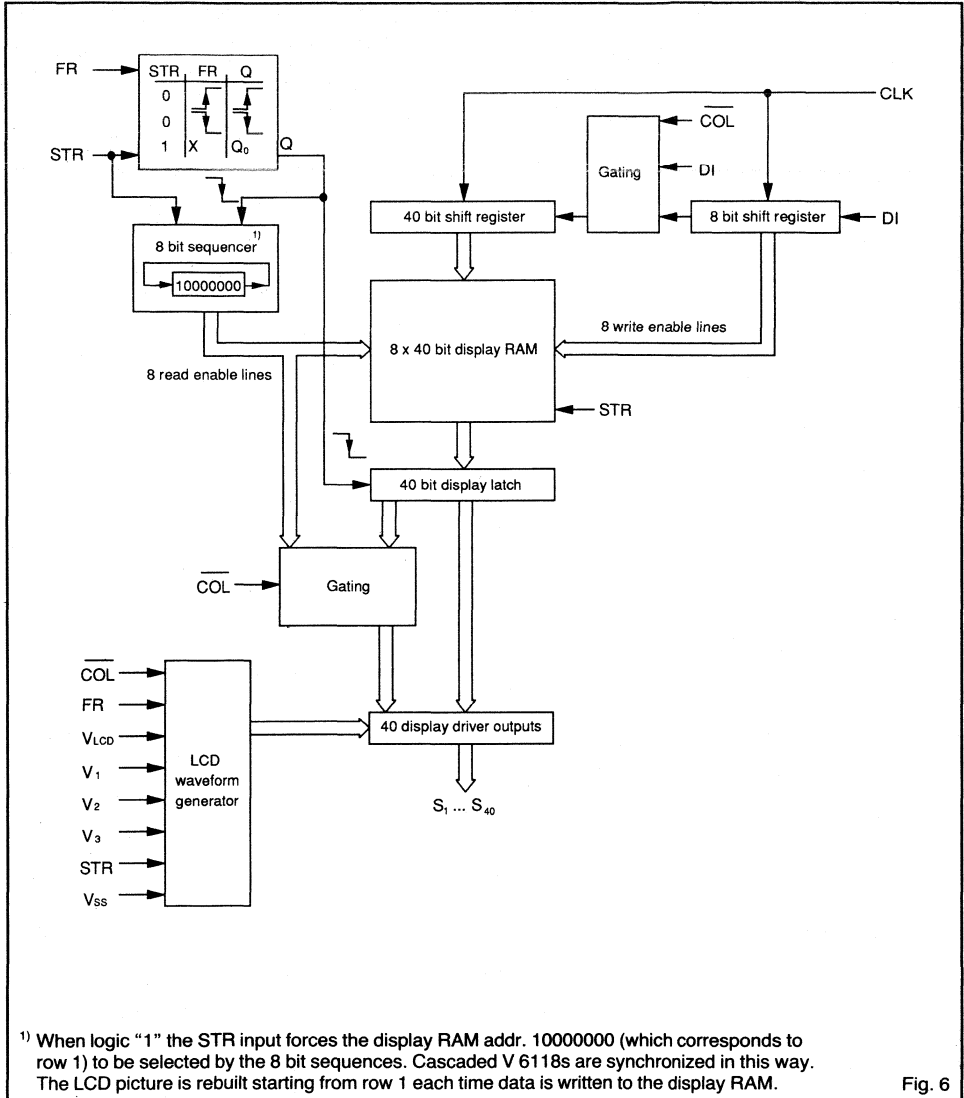 FR
STR FR Q
0
0
1 X Q₀
STR
Q
CLK
COL
DI
Gating
40 bit shift register
8 bit shift register
DI
8 bit sequencer 1)
10000000
8 x 40 bit display RAM
8 write enable lines
8 read enable lines
STR
40 bit display latch
COL
Gating
COL
FR
VLCD
V1
V2
V3
STR
VSS
LCD
waveform
generator
40 display driver outputs
S1 ... S40
1) When logic “1” the STR input forces the display RAM addr. 10000000 (which corresponds to
row 1) to be selected by the 8 bit sequences. Cascaded V 6118s are synchronized in this way.
The LCD picture is rebuilt starting from row 1 each time data is written to the display RAM.
Fig. 6